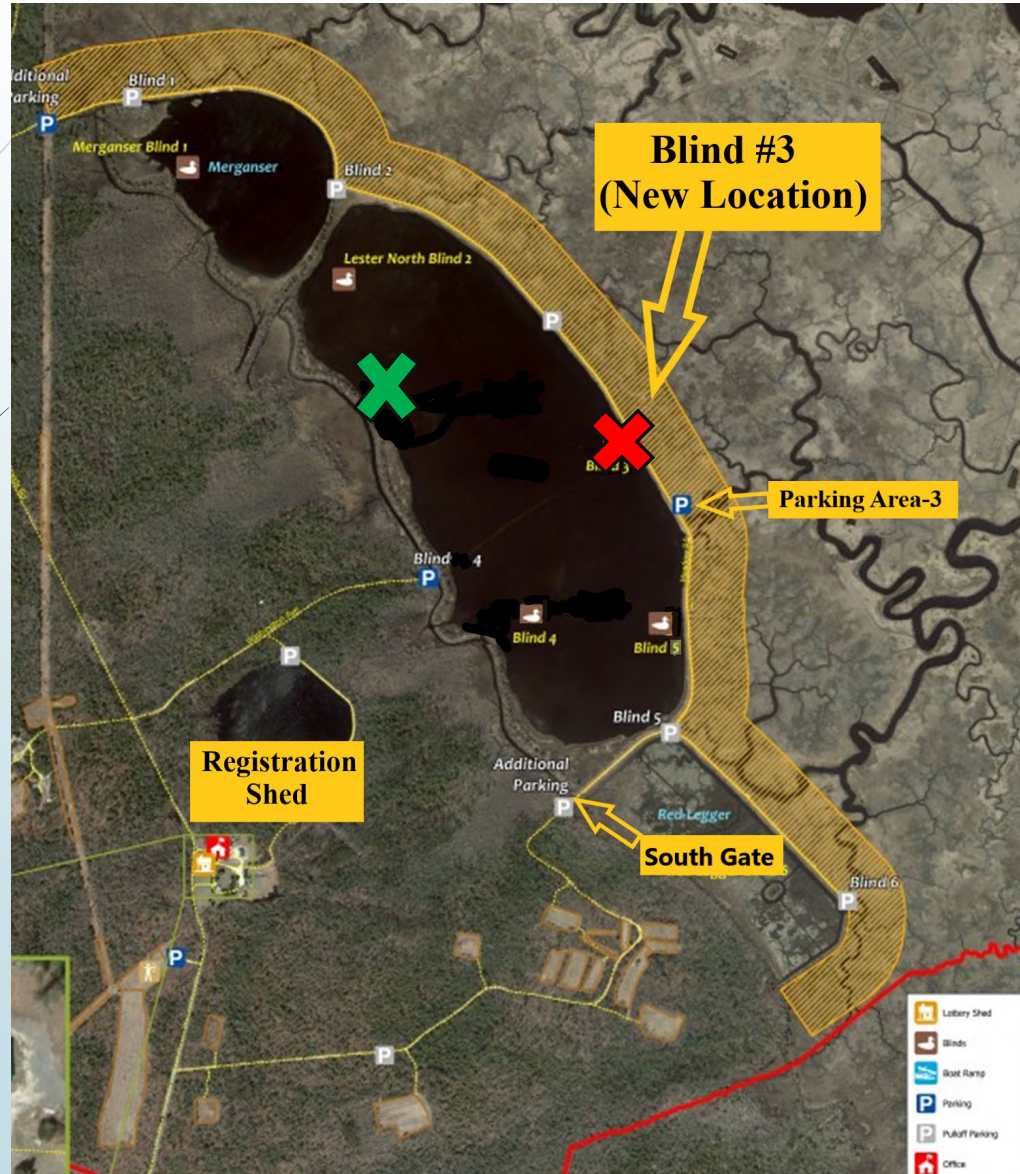 dditional
arking
Blind 1
P
P
Merganser Blind 1
Merganser
Blind 2
P
Blind #3
(New Location)
Lester North Blind 2
P
Blind 3
P
Parking Area-3
Blind 4
P
Blind 4
Blind 5
P
Blind 5
P
Registration
Shed
Additional
Parking
P
Red Legger
South Gate
Blind 6
P
P
P
Lottery Shed
Blinds
Boat Ramp
P
Parking
P
Pulloff Parking
Office